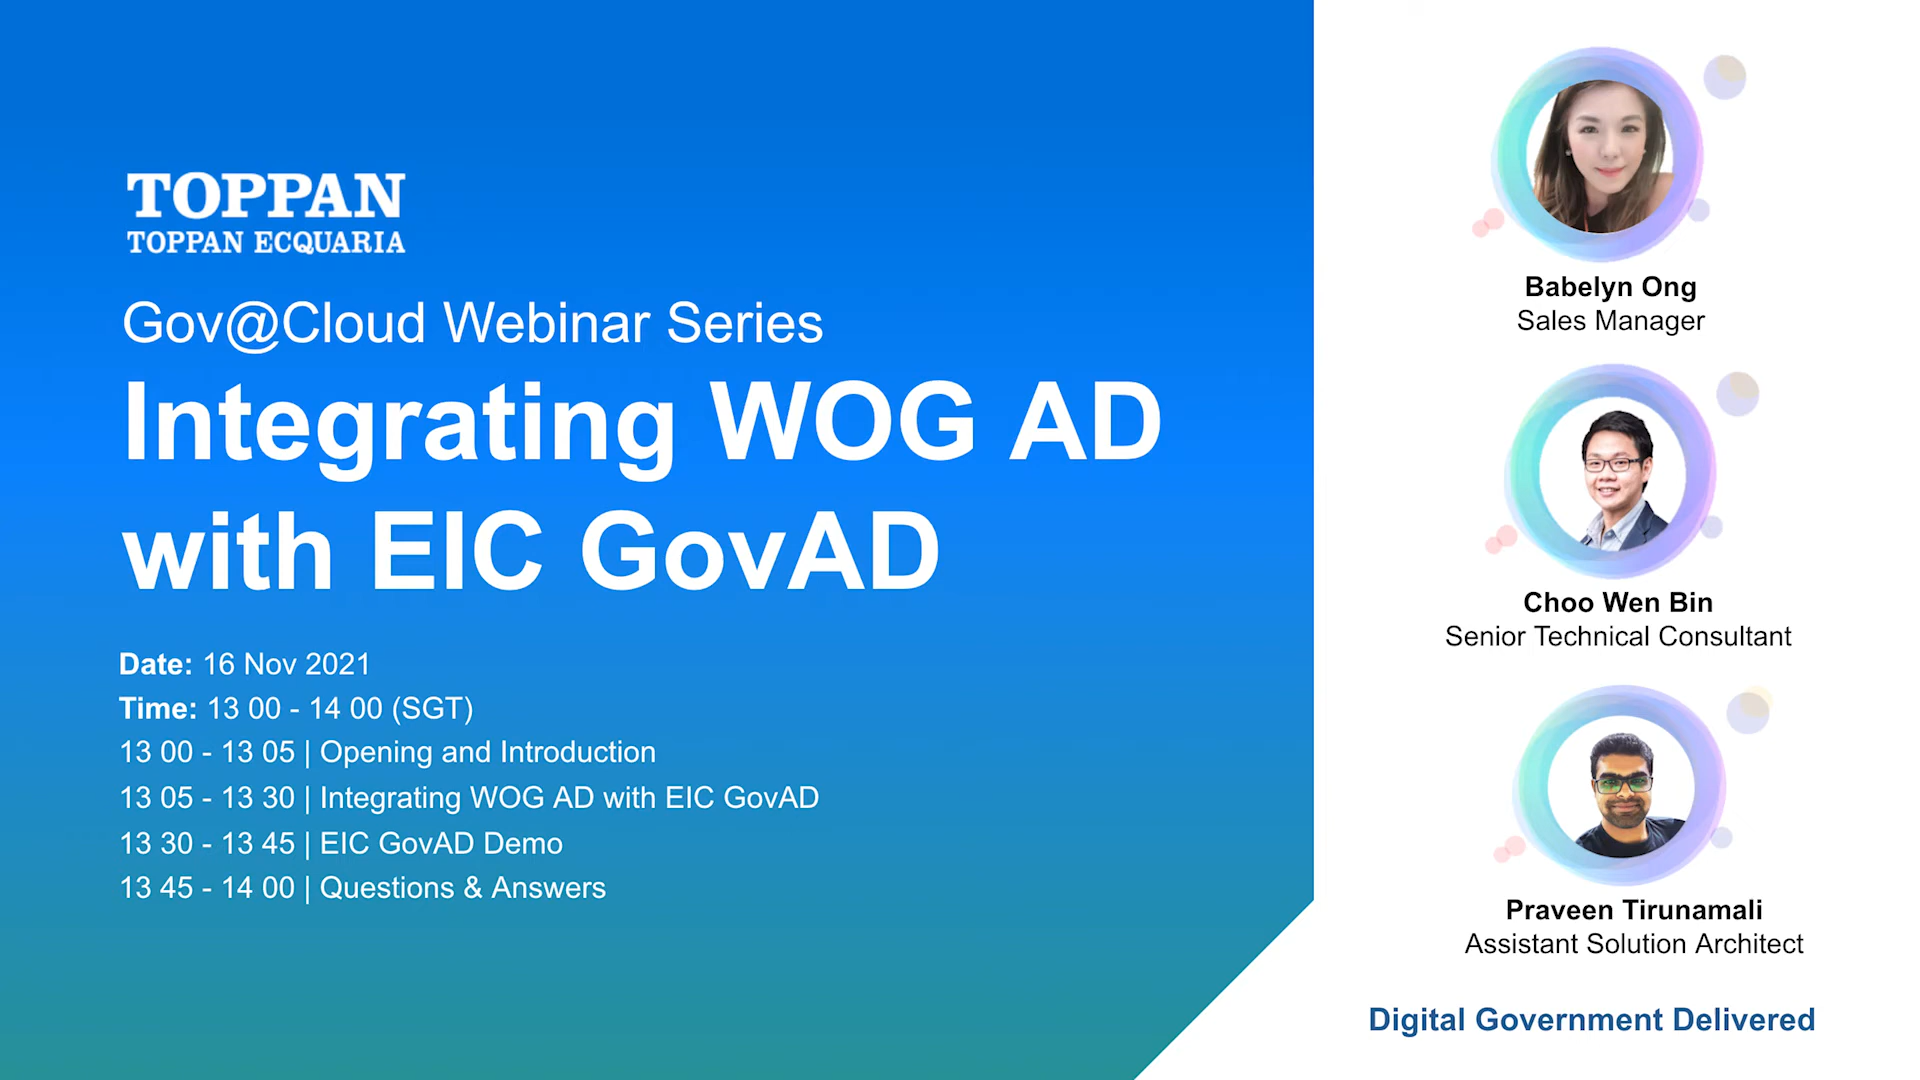 TOPPAN
TOPPAN ECQUARIA
Gov@Cloud Webinar Series
Integrating WOG AD
with EIC GovAD
Date: 16 Nov 2021
Time: 13 00 - 14 00 (SGT)
13 00 - 13 05 | Opening and Introduction
13 05 - 13 30 | Integrating WOG AD with EIC GovAD
13 30 - 13 45 | EIC GovAD Demo
13 45 - 14 00 | Questions & Answers
Babelyn Ong
Sales Manager
Choo Wen Bin
Senior Technical Consultant
Praveen Tirunamali
Assistant Solution Architect
Digital Government Delivered